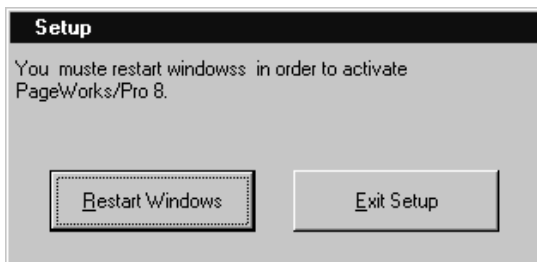 Setup
You muste restart windowss in order to activate
PageWorks/Pro 8.
Restart Windows
Exit Setup